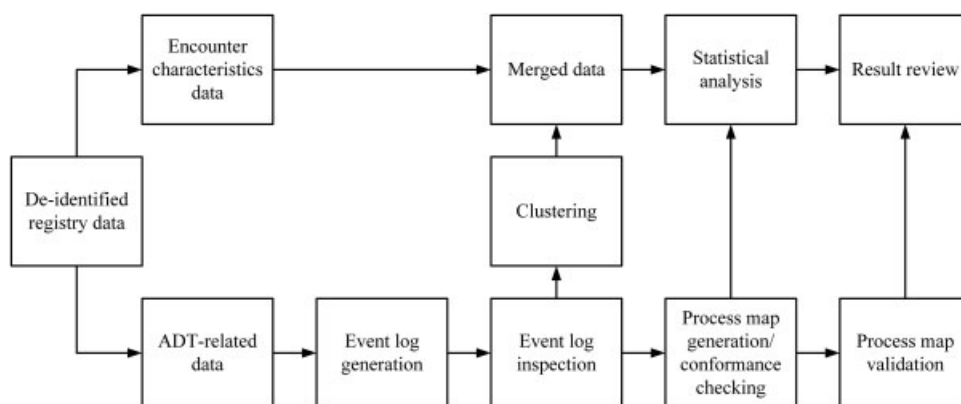 Encounter
characteristics
data
Merged data
Statistical
analysis
Result review
De-identified
registry data
Clustering
ADT-related
data
Event log
generation
Event log
inspection
Process map
generation/
conformance
checking
Process map
validation